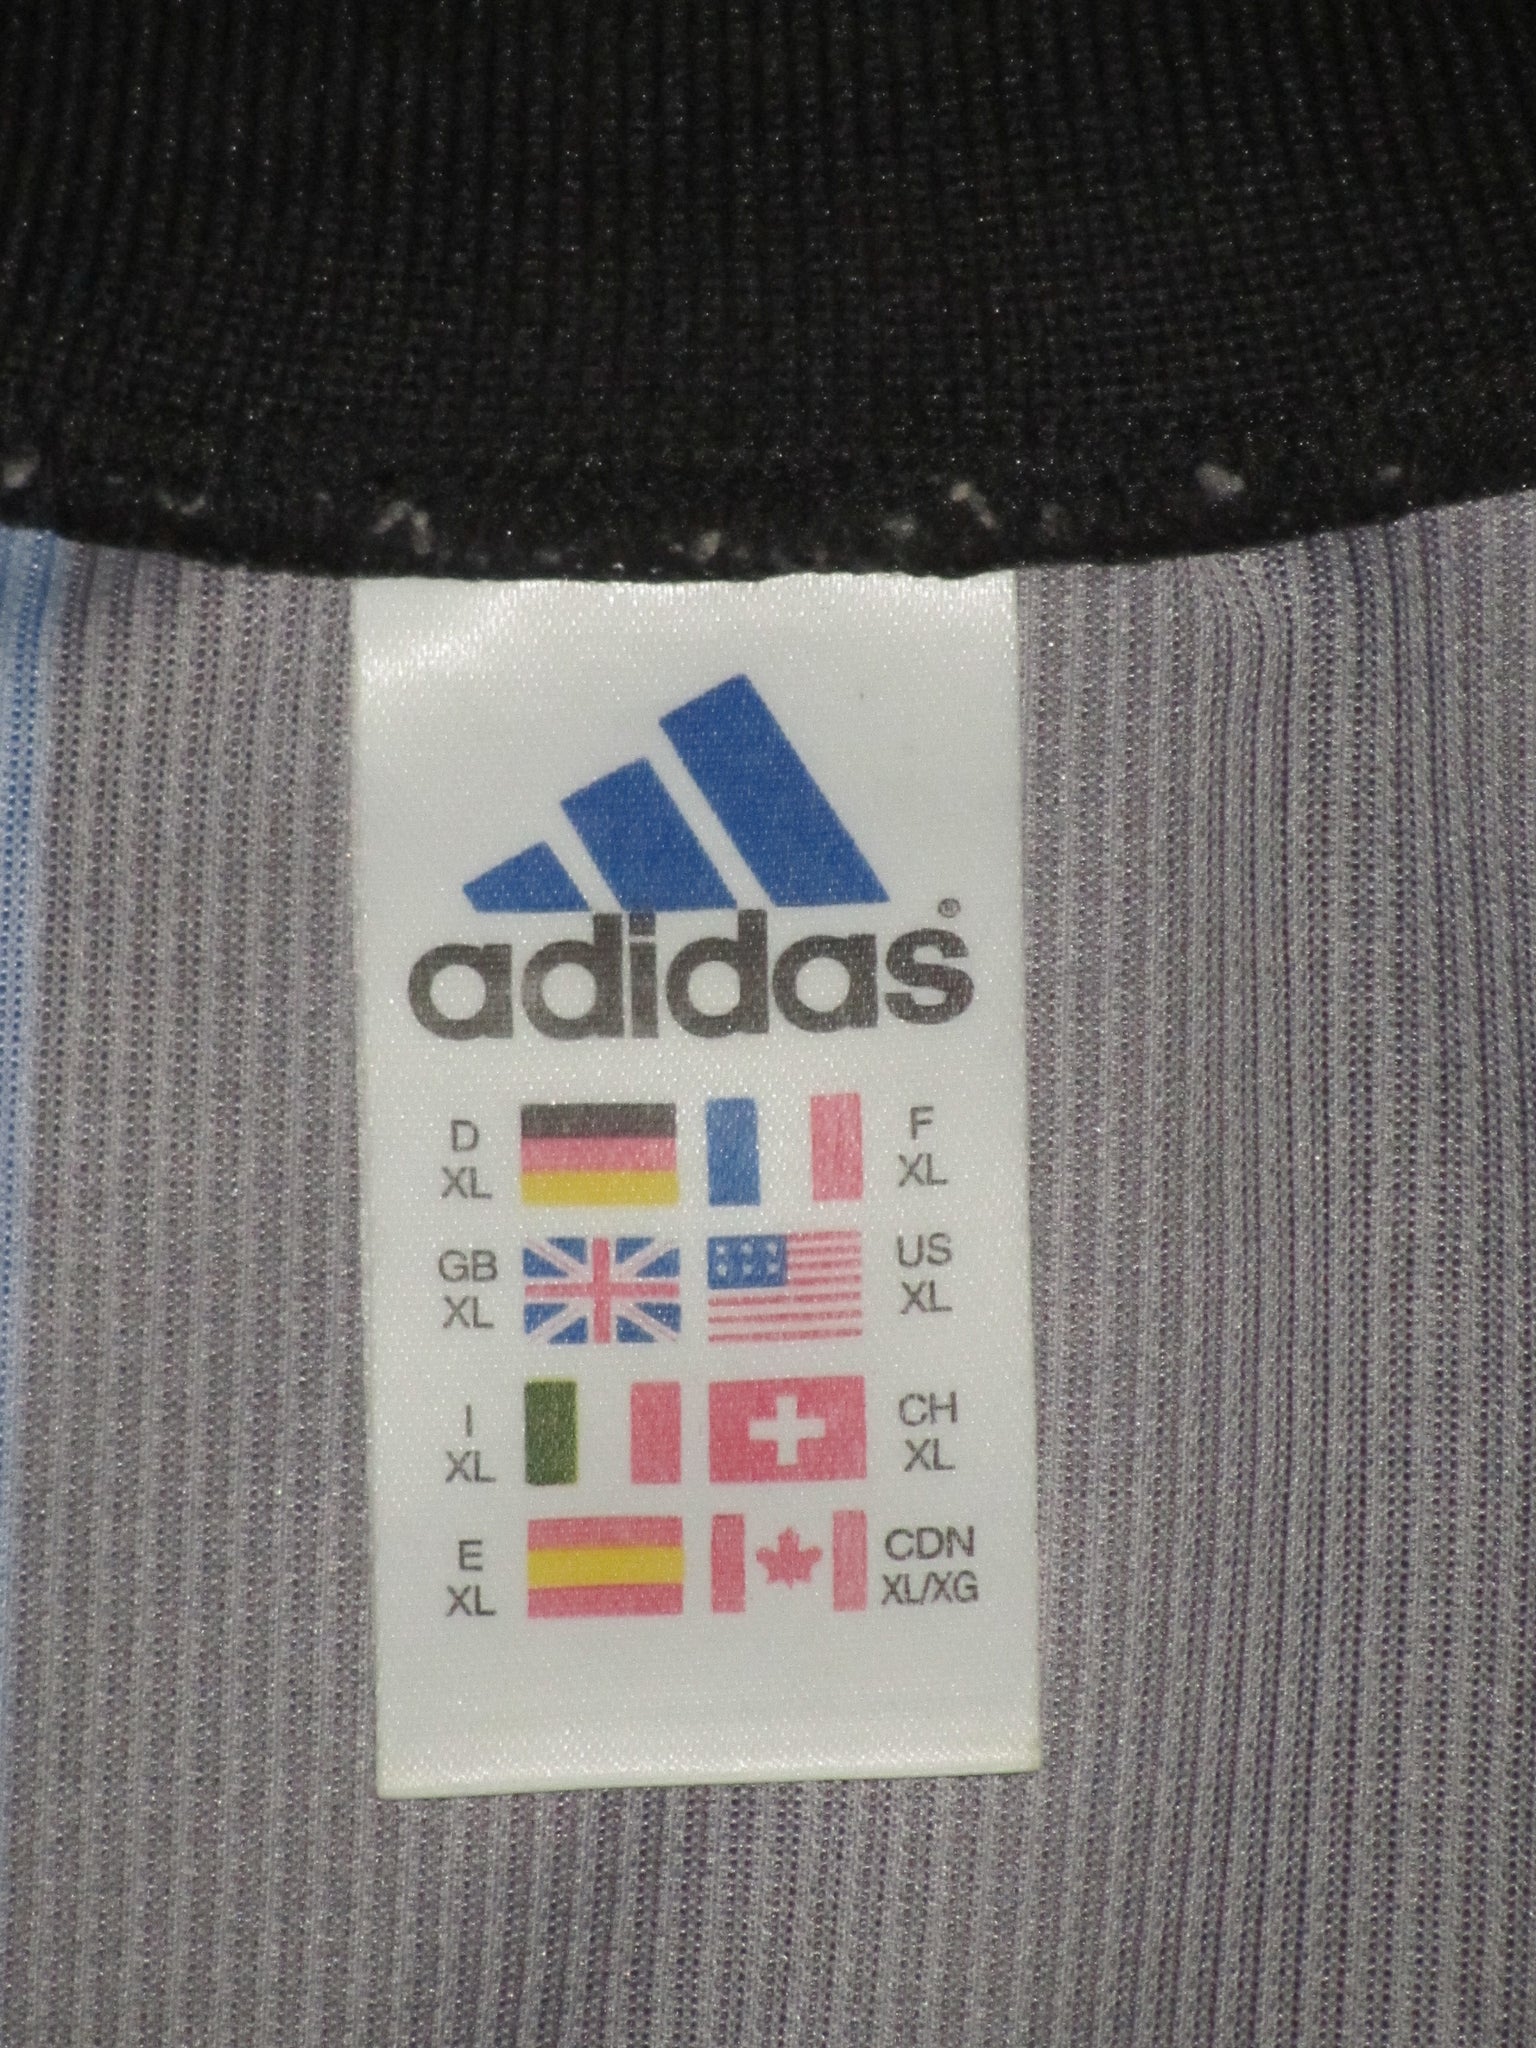 adidas®
D F
XL XL
GB US
XL XL
I CH
XL XL
E CDN
XL XL/XG